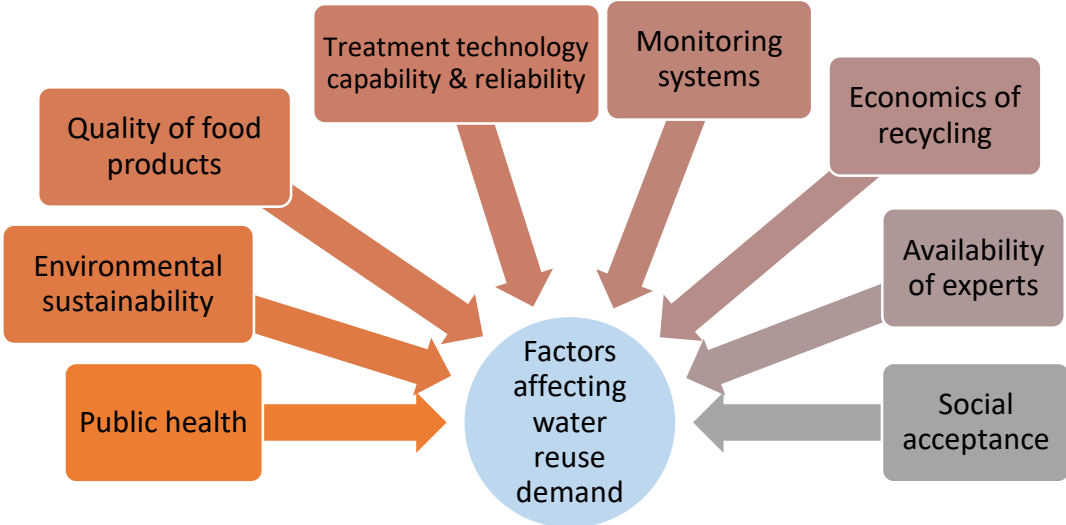 Treatment technology
capability & reliability
Monitoring
systems
Economics of
recycling
Quality of food
products
Availability
of experts
Environmental
sustainability
Public health
Factors
affecting
water
reuse
demand
Social
acceptance